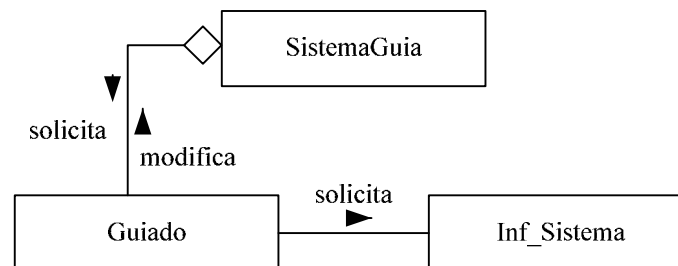 SistemaGuia
solicita
modifica
solicita
Guiado
Inf_Sistema